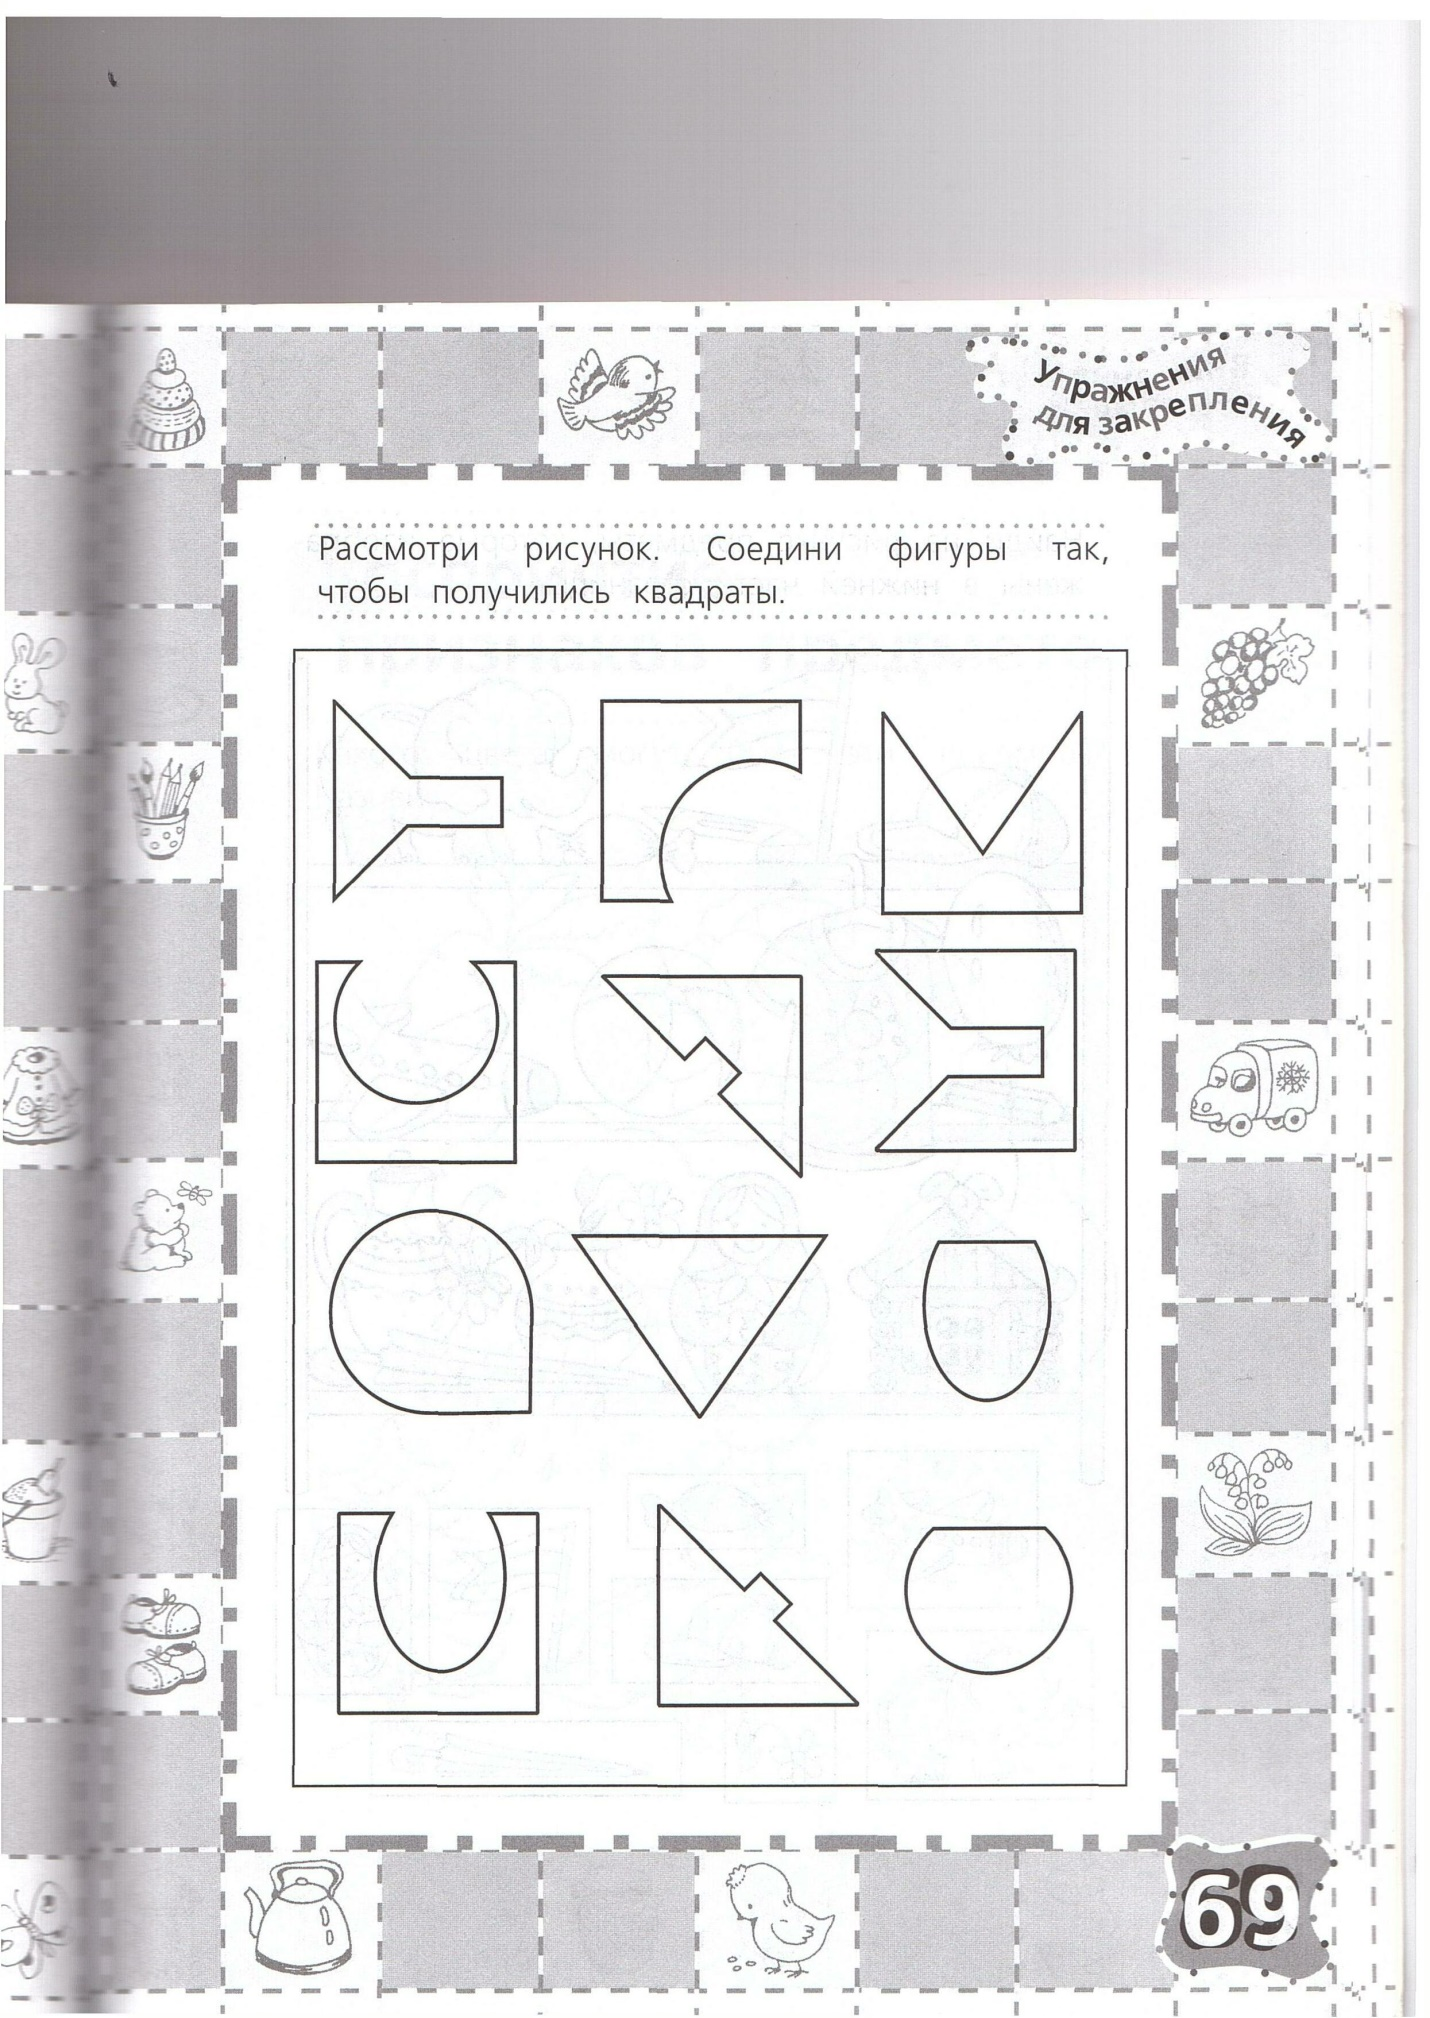 Упражнения
для закрепления
Рассмотри рисунок. Соедини фигуры так,
чтобы получились квадраты.
69